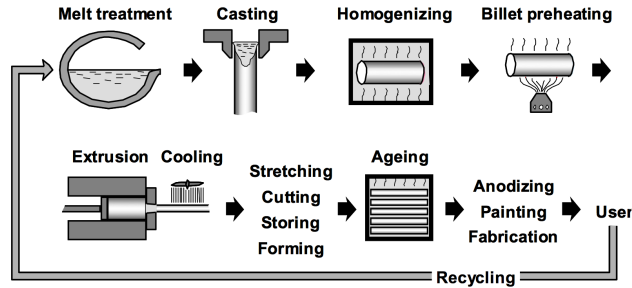 Melt treatment
Casting
Homogenizing
Billet preheating
Extrusion
Cooling
Stretching
Cutting
Storing
Forming
Ageing
Anodizing
Painting
Fabrication
User
Recycling